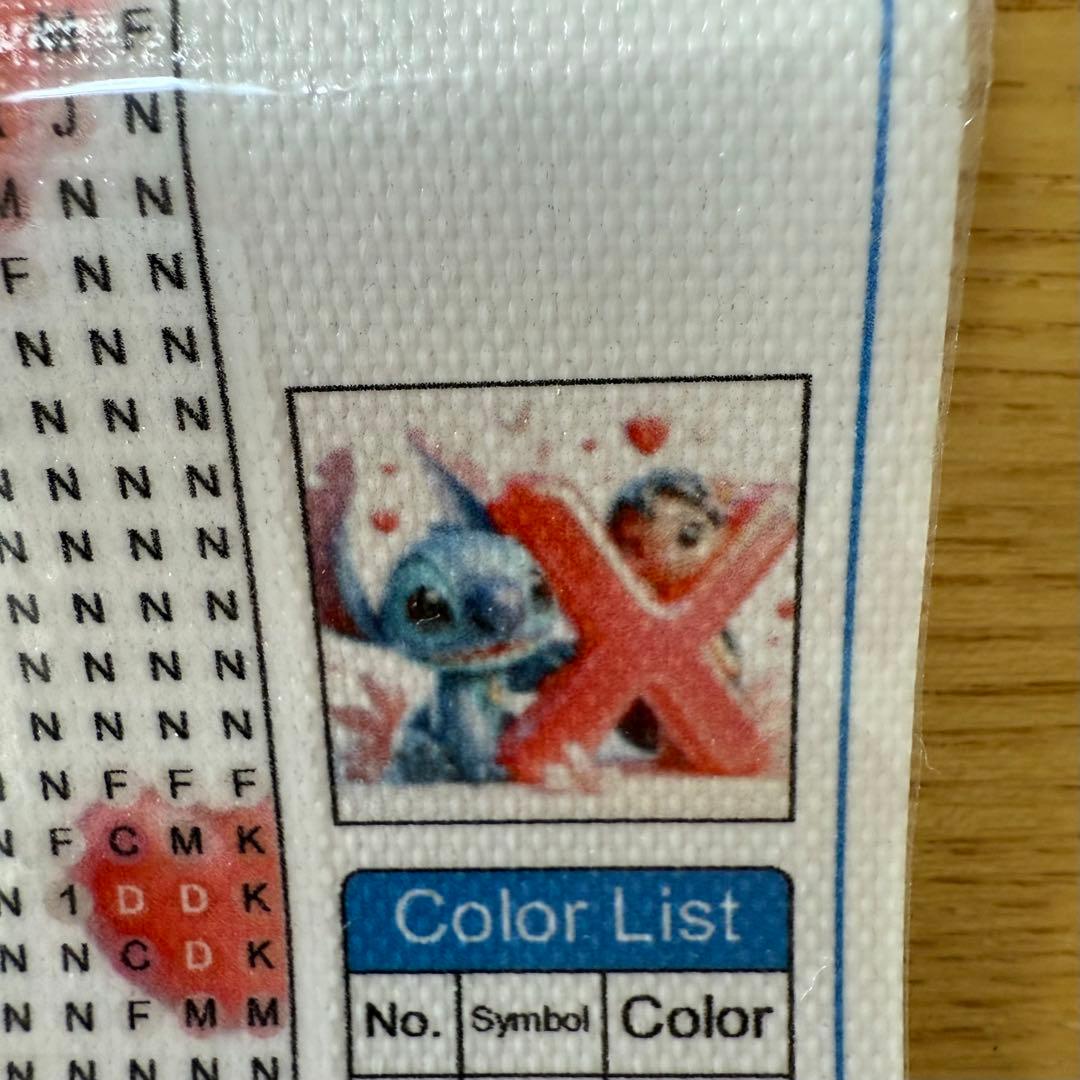 F
J N
M N N
F N N
N N N
N N N
N N N N
N N N N
N N N N
N N N N
N N N N
N F F F
N F C M K
N 1 D D K
N N C D K
N N F M M
N N N N N
Color List
No. Symbol Color